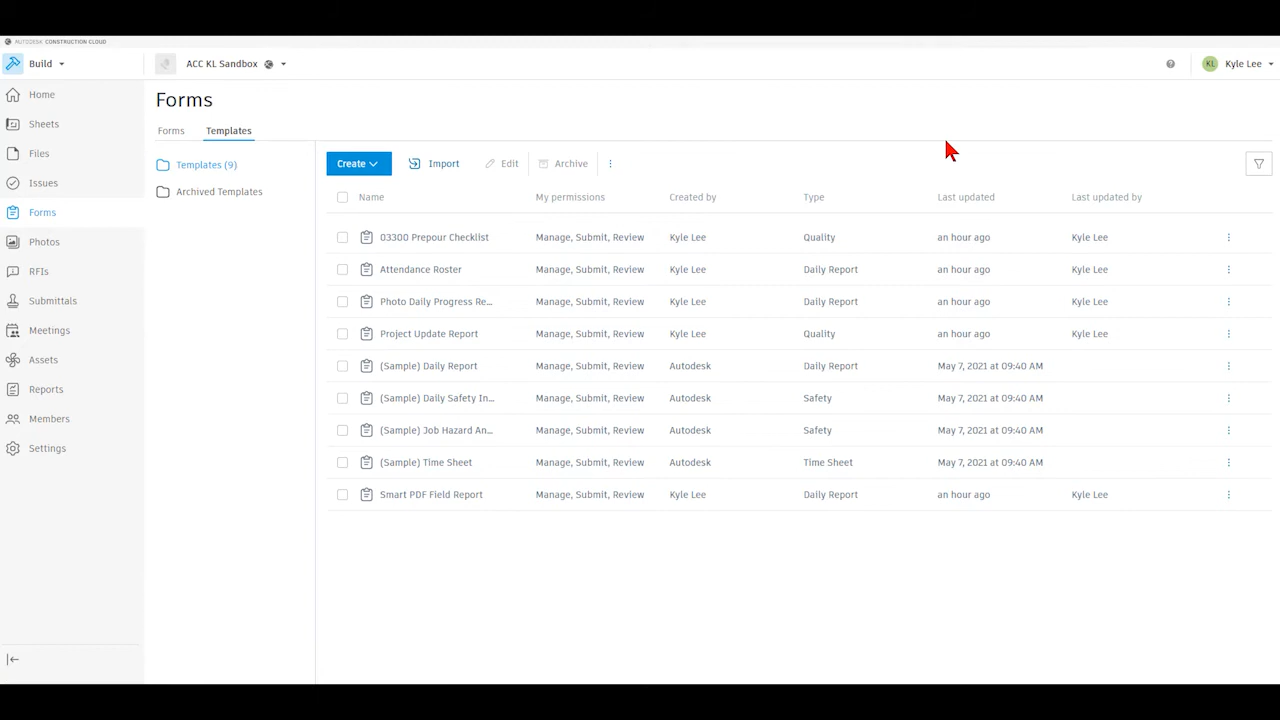 AUTODESK CONSTRUCTION CLOUD
Build
ACC KL Sandbox
KL
Kyle Lee
Home
Sheets
Files
Issues
Forms
Photos
RFIs
Submittals
Meetings
Assets
Reports
Members
Settings
Forms
Forms Templates
Templates (9)
Archived Templates
Create Import Edit Archive
Name My permissions Created by Type Last updated Last updated by
03300 Prepour Checklist Manage, Submit, Review Kyle Lee Quality an hour ago Kyle Lee
Attendance Roster Manage, Submit, Review Kyle Lee Daily Report an hour ago Kyle Lee
Photo Daily Progress Re... Manage, Submit, Review Kyle Lee Daily Report an hour ago Kyle Lee
Project Update Report Manage, Submit, Review Kyle Lee Quality an hour ago Kyle Lee
(Sample) Daily Report Manage, Submit, Review Autodesk Daily Report May 7, 2021 at 09:40 AM
(Sample) Daily Safety In... Manage, Submit, Review Autodesk Safety May 7, 2021 at 09:40 AM
(Sample) Job Hazard An... Manage, Submit, Review Autodesk Safety May 7, 2021 at 09:40 AM
(Sample) Time Sheet Manage, Submit, Review Autodesk Time Sheet May 7, 2021 at 09:40 AM
Smart PDF Field Report Manage, Submit, Review Kyle Lee Daily Report an hour ago Kyle Lee